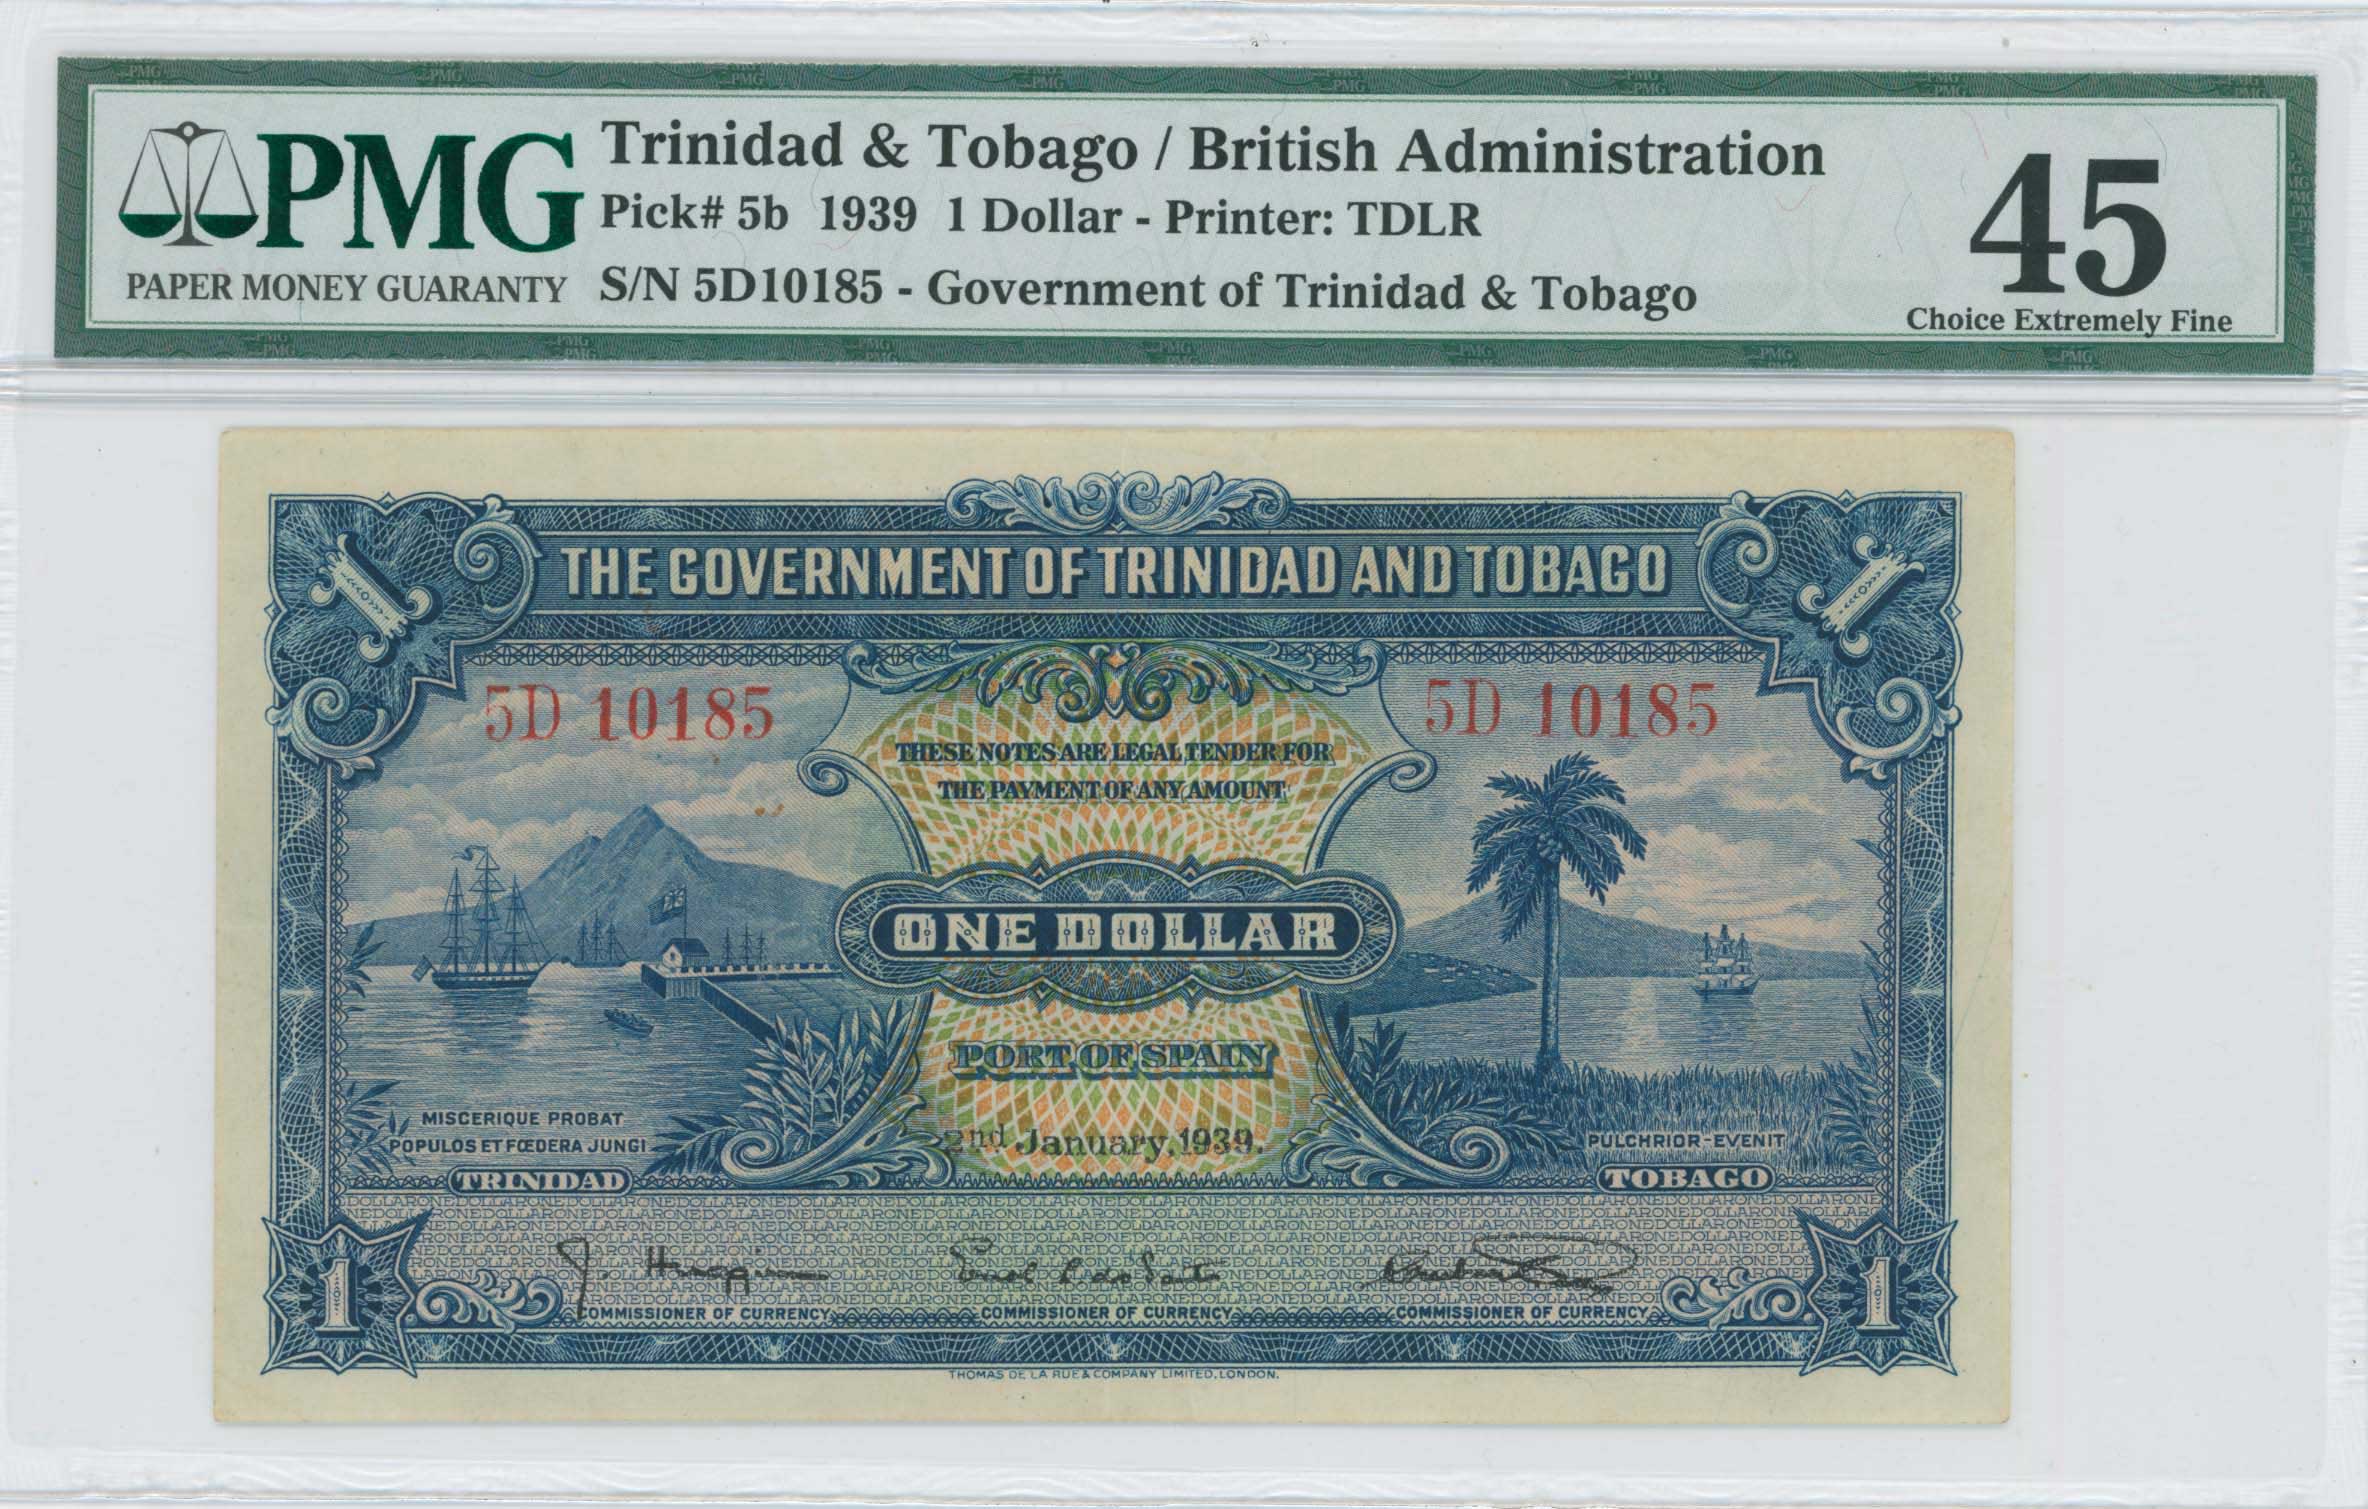 PMG
PAPER MONEY GUARANTY
Trinidad & Tobago / British Administration
Pick# 5b 1939 1 Dollar - Printer: TDLR
S/N 5D10185 - Government of Trinidad & Tobago
45
Choice Extremely Fine
1
THE GOVERNMENT OF TRINIDAD AND TOBAGO
1
5D 10185
5D 10185
THESE NOTES ARE LEGAL TENDER FOR
THE PAYMENT OF ANY AMOUNT
ONE DOLLAR
PORT OF SPAIN
2nd January, 1939.
MISCERIQUE PROBAT
POPULOS ET FŒDERA JUNGI
TRINIDAD
PULCHRIOR-EVENIT
TOBAGO
1
COMMISSIONER OF CURRENCY
COMMISSIONER OF CURRENCY
COMMISSIONER OF CURRENCY
1
THOMAS DE LA RUE & COMPANY LIMITED, LONDON.